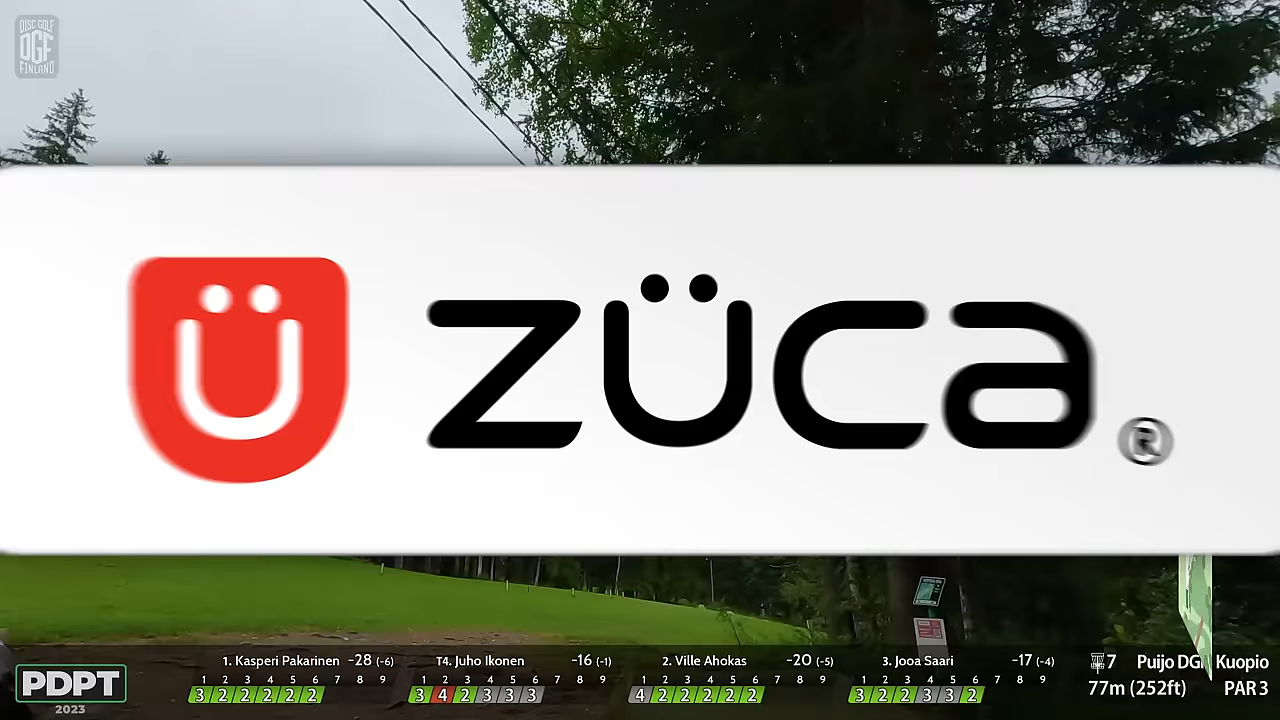 DISC GOLF
DGF
FINLAND
Ü züca®
1. Kasperi Pakarinen -28 (-6)
1 2 3 4 5 6 7 8 9
3 2 2 2 2 2
T4. Juho Ikonen -16 (-1)
1 2 3 4 5 6 7 8 9
3 4 2 3 3 3
2. Ville Ahokas -20 (-5)
1 2 3 4 5 6 7 8 9
4 2 2 2 2 2
3. Jooa Saari -17 (-4)
1 2 3 4 5 6 7 8 9
3 2 2 3 3 2
7 Puijo DG Kuopio
77m (252ft) PAR 3
PDPT
2023